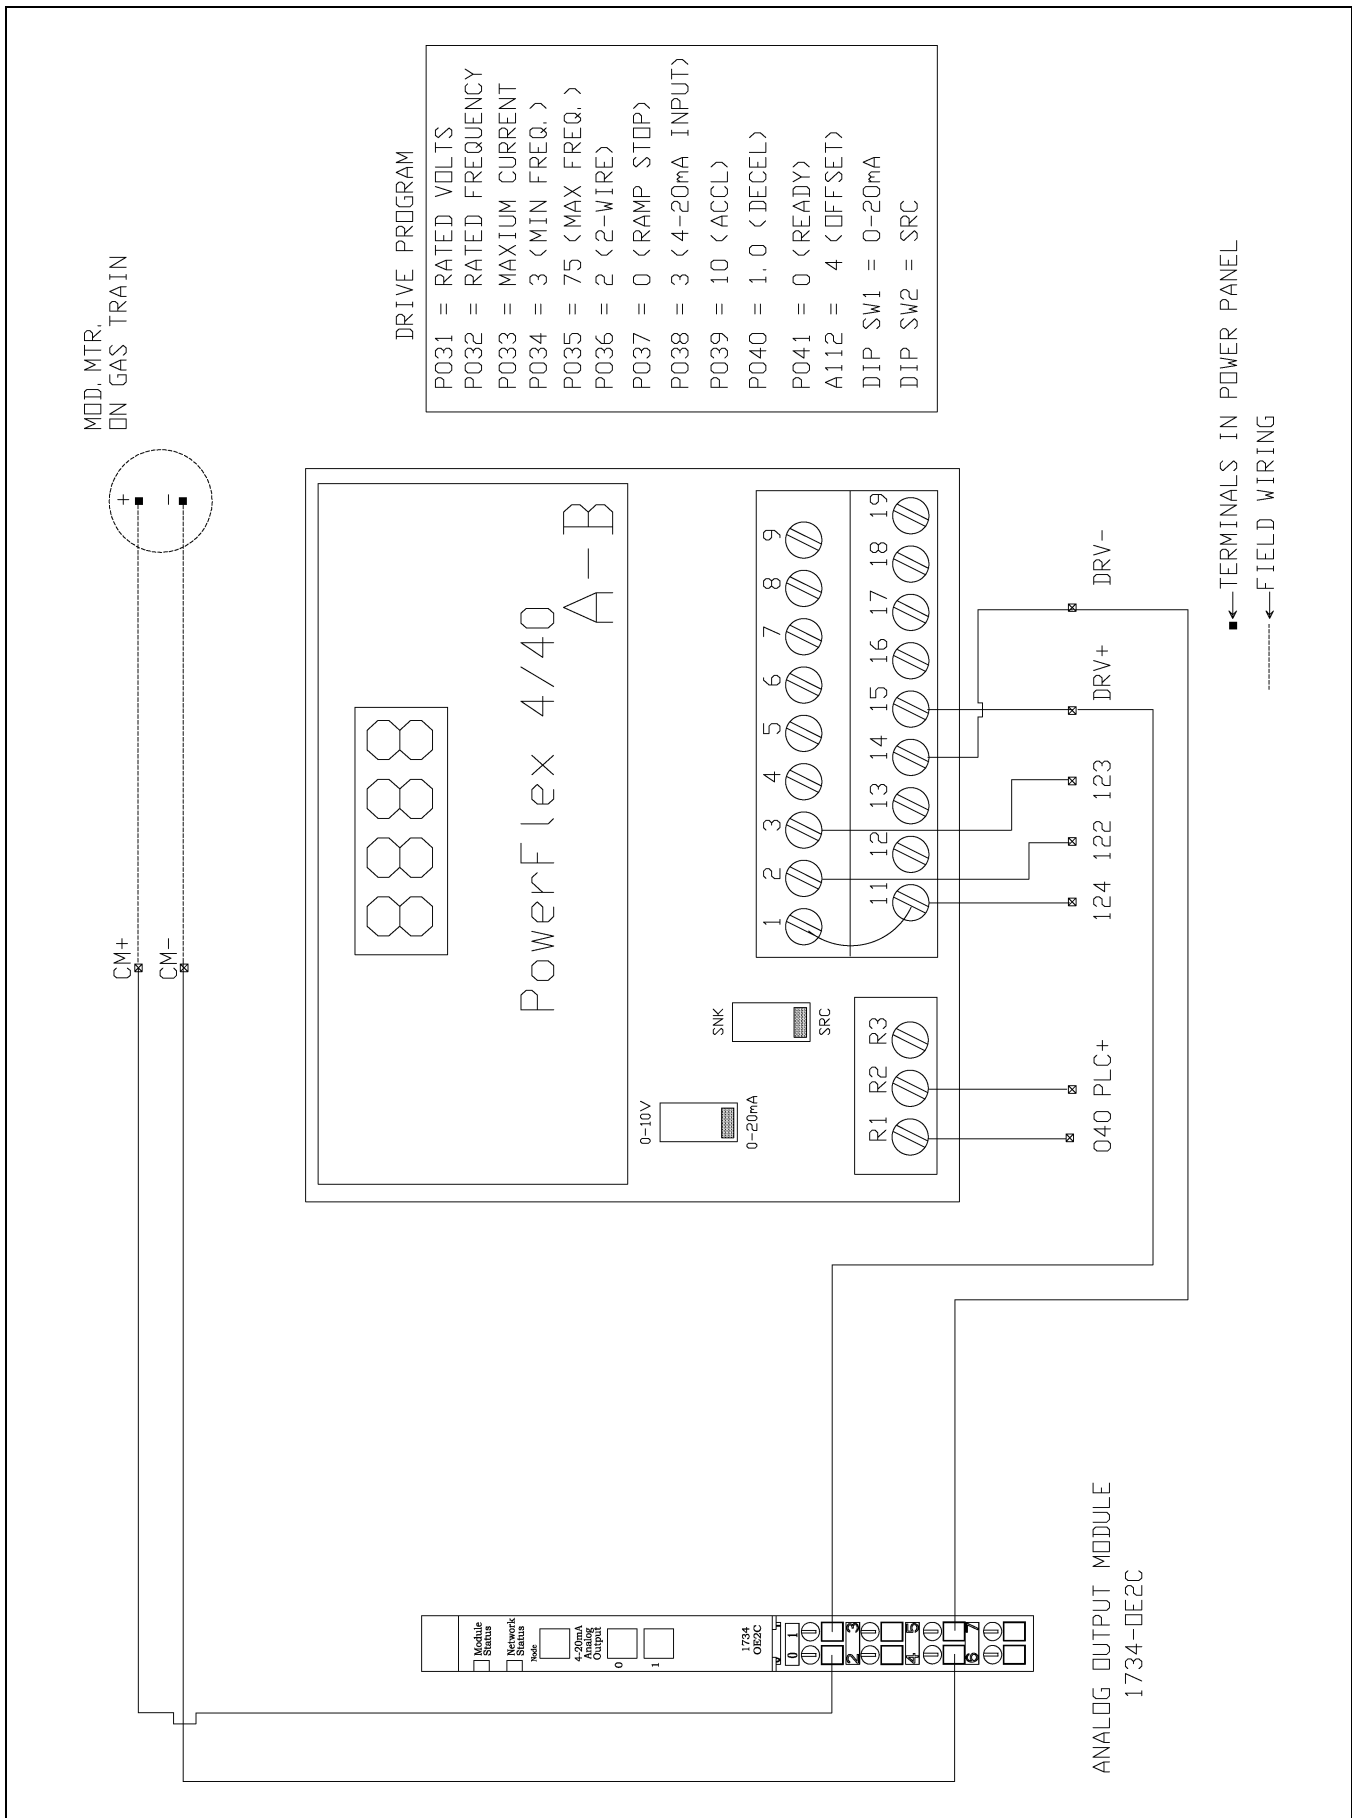 MOD. MTR.
ON GAS TRAIN
+
-
CM+
CM-
DRIVE PROGRAM
P031 = RATED VOLTS
P032 = RATED FREQUENCY
P033 = MAXIUM CURRENT
P034 = 3 (MIN FREQ.)
P035 = 75 (MAX FREQ.)
P036 = 2 (2-WIRE)
P037 = 0 (RAMP STOP)
P038 = 3 (4-20mA INPUT)
P039 = 10 (ACCL)
P040 = 1.0 (DECEL)
P041 = 0 (READY)
A112 = 4 (OFFSET)
DIP SW1 = 0-20mA
DIP SW2 = SRC
8888
PowerFlex 4/40
A-B
0-10V
0-20mA
SNK
SRC
1 2 3 4 5 6 7 8 9
R1 R2 R3
11 12 13 14 15 16 17 18 19
040 PLC+
124 122 123
DRV+
DRV-
TERMINALS IN POWER PANEL
FIELD WIRING
Module
Status
Network
Status
Node
4-20mA
Analog
Output
0
1
1734
OE2C
0 1
2 3
4 5
6 7
ANALOG OUTPUT MODULE
1734-OE2C